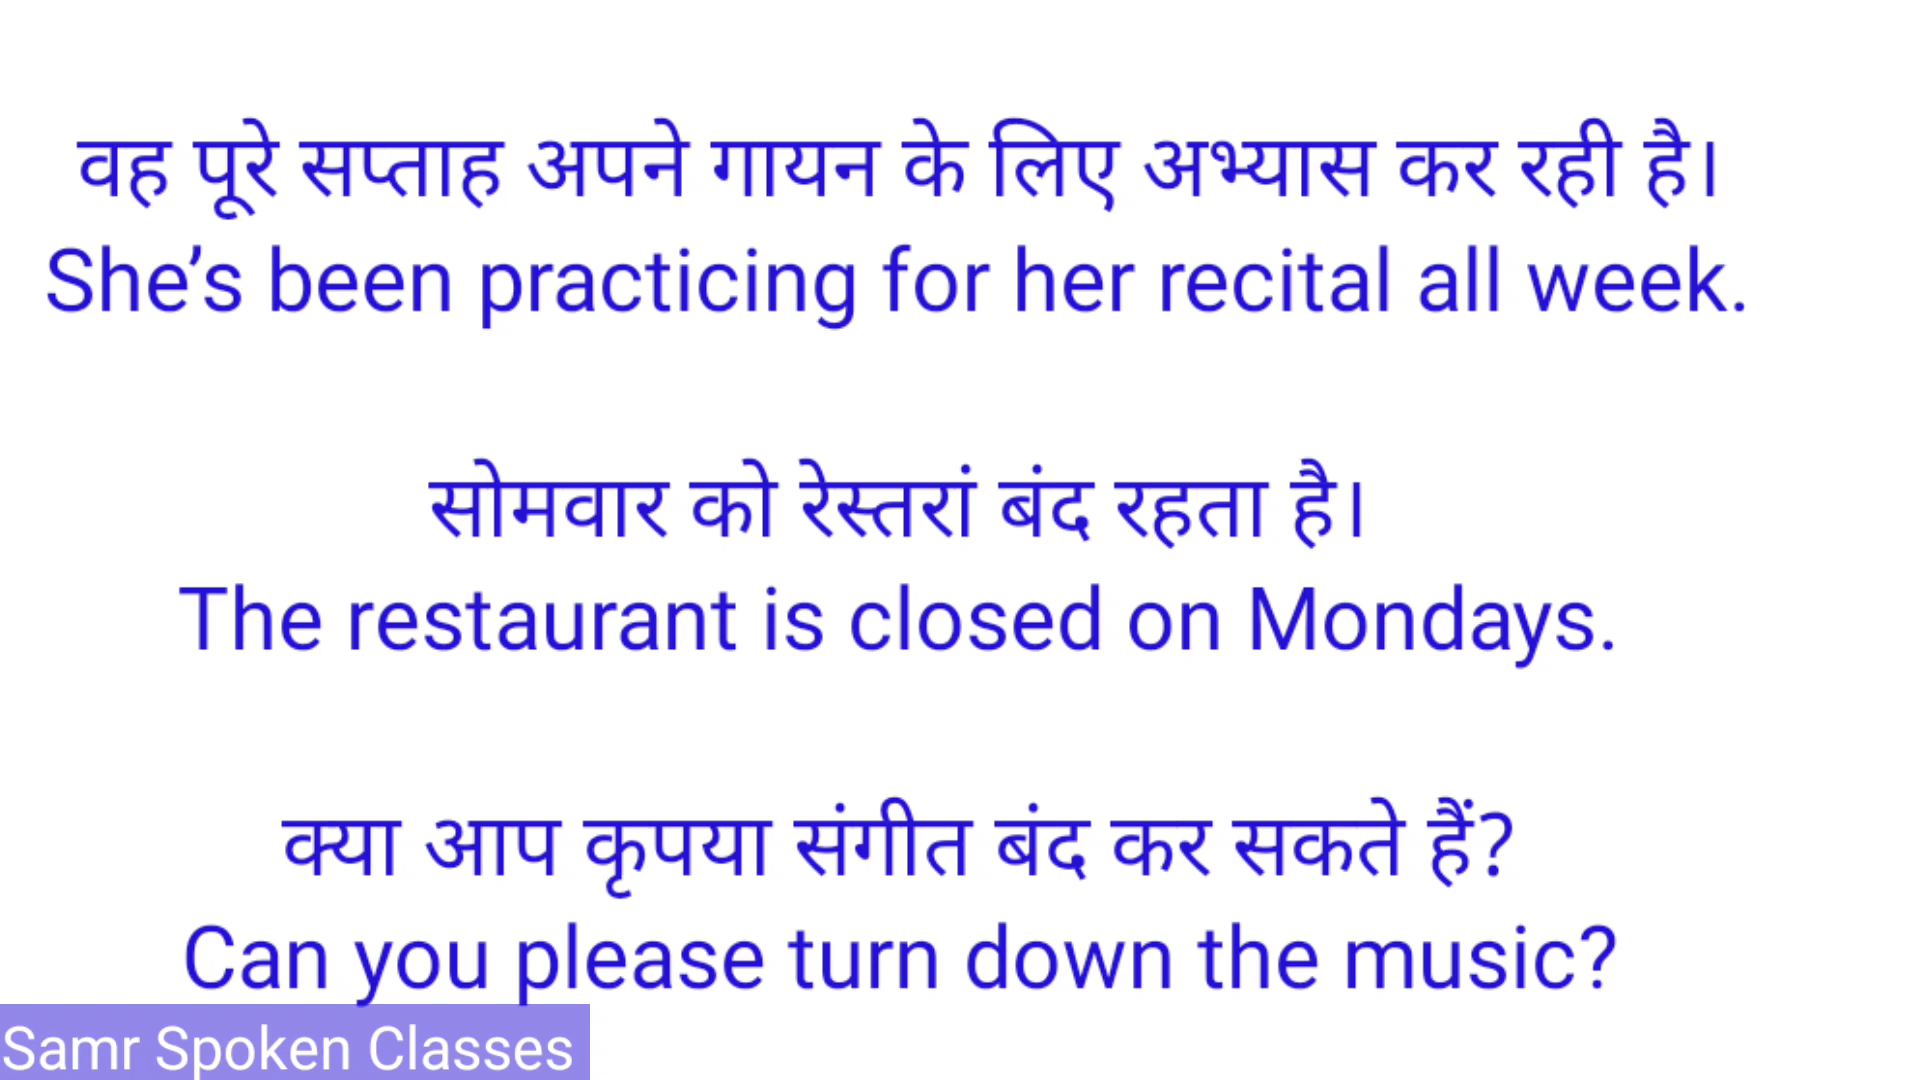 वह पूरे सप्ताह अपने गायन के लिए अभ्यास कर रही है।
She’s been practicing for her recital all week.
सोमवार को रेस्तरां बंद रहता है।
The restaurant is closed on Mondays.
क्या आप कृपया संगीत बंद कर सकते हैं?
Can you please turn down the music?
Samr Spoken Classes